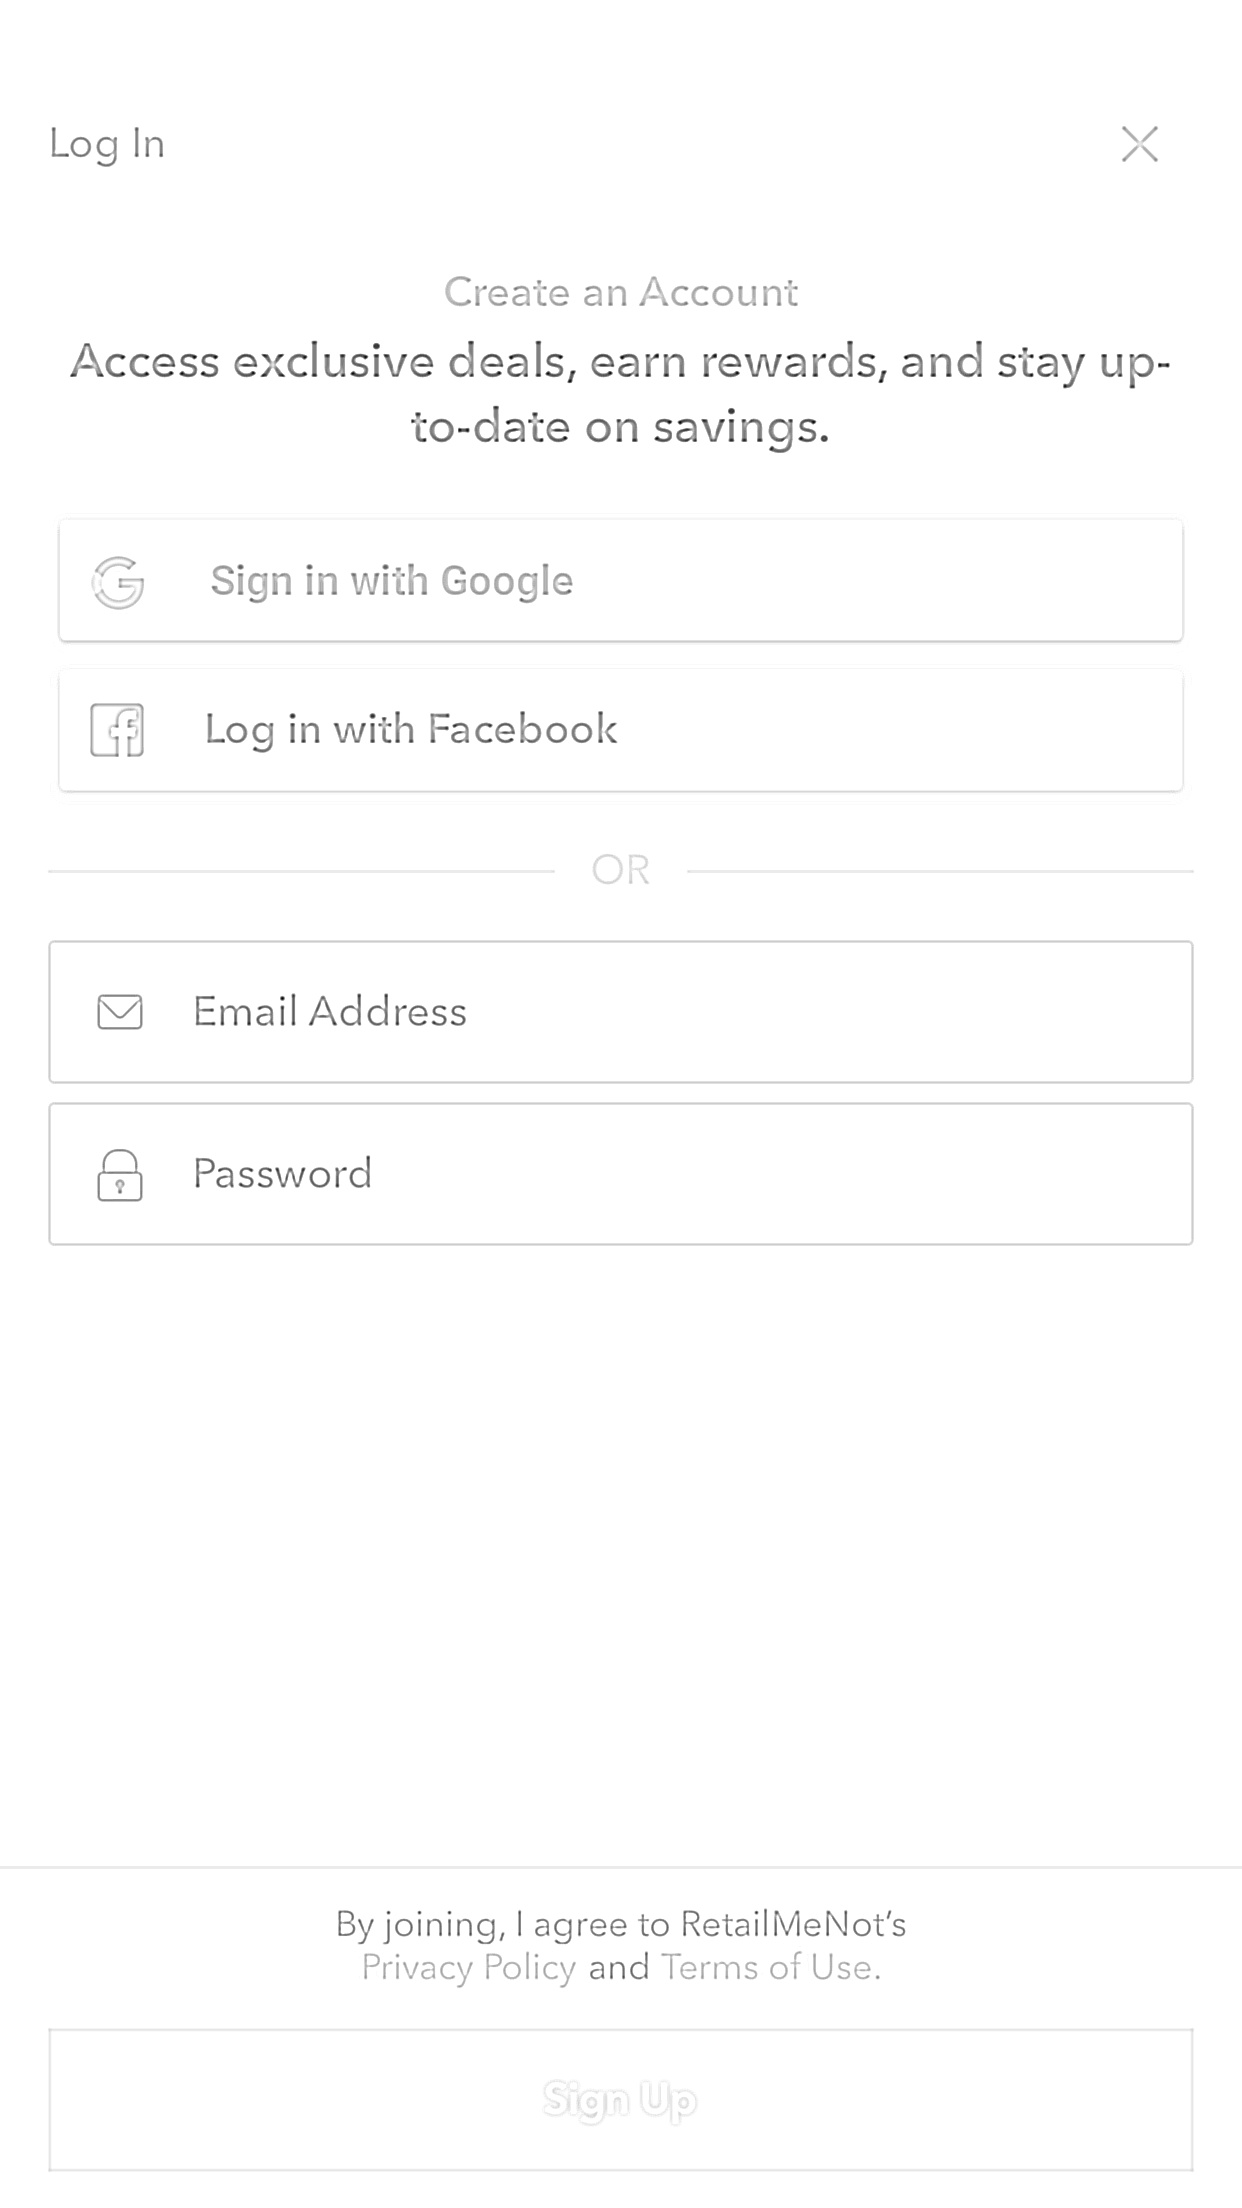 Log In
Create an Account
Access exclusive deals, earn rewards, and stay up-
to-date on savings.
Sign in with Google
Log in with Facebook
OR
Email Address
Password
By joining, I agree to RetailMeNot’s
Privacy Policy and Terms of Use.
Sign Up